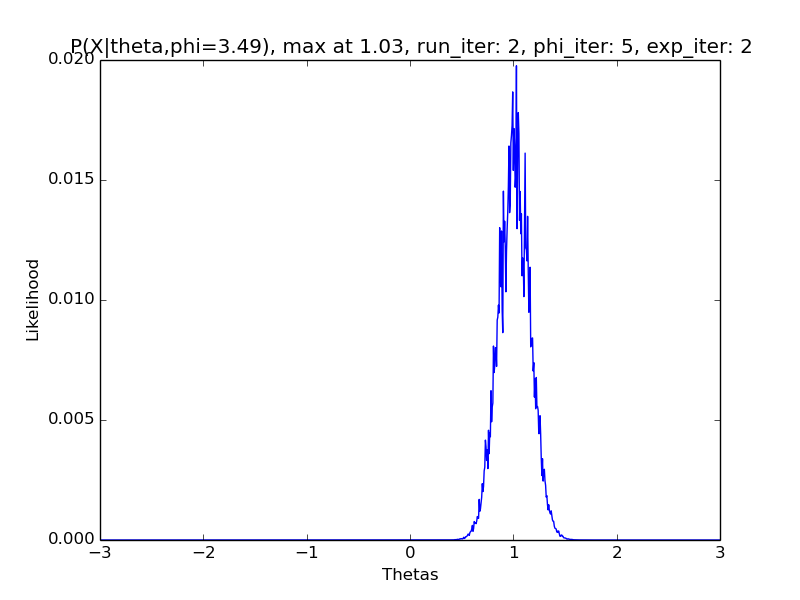 P(X|theta,phi=3.49), max at 1.03, run_iter: 2, phi_iter: 5, exp_iter: 2
0.020
0.015
0.010
0.005
0.000
Likelihood
−3 −2 −1 0 1 2 3
Thetas